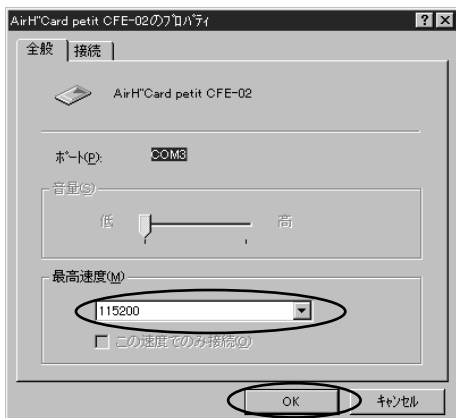 AirH"Card petit CFE-02のﾌﾟﾛﾊﾟﾃｨ
全般 接続
AirH"Card petit CFE-02
ﾎﾟｰﾄ(P): COM3
音量(S)
低 高
最高速度(M)
115200
この速度でのみ接続(O)
OK ｷｬﾝｾﾙ